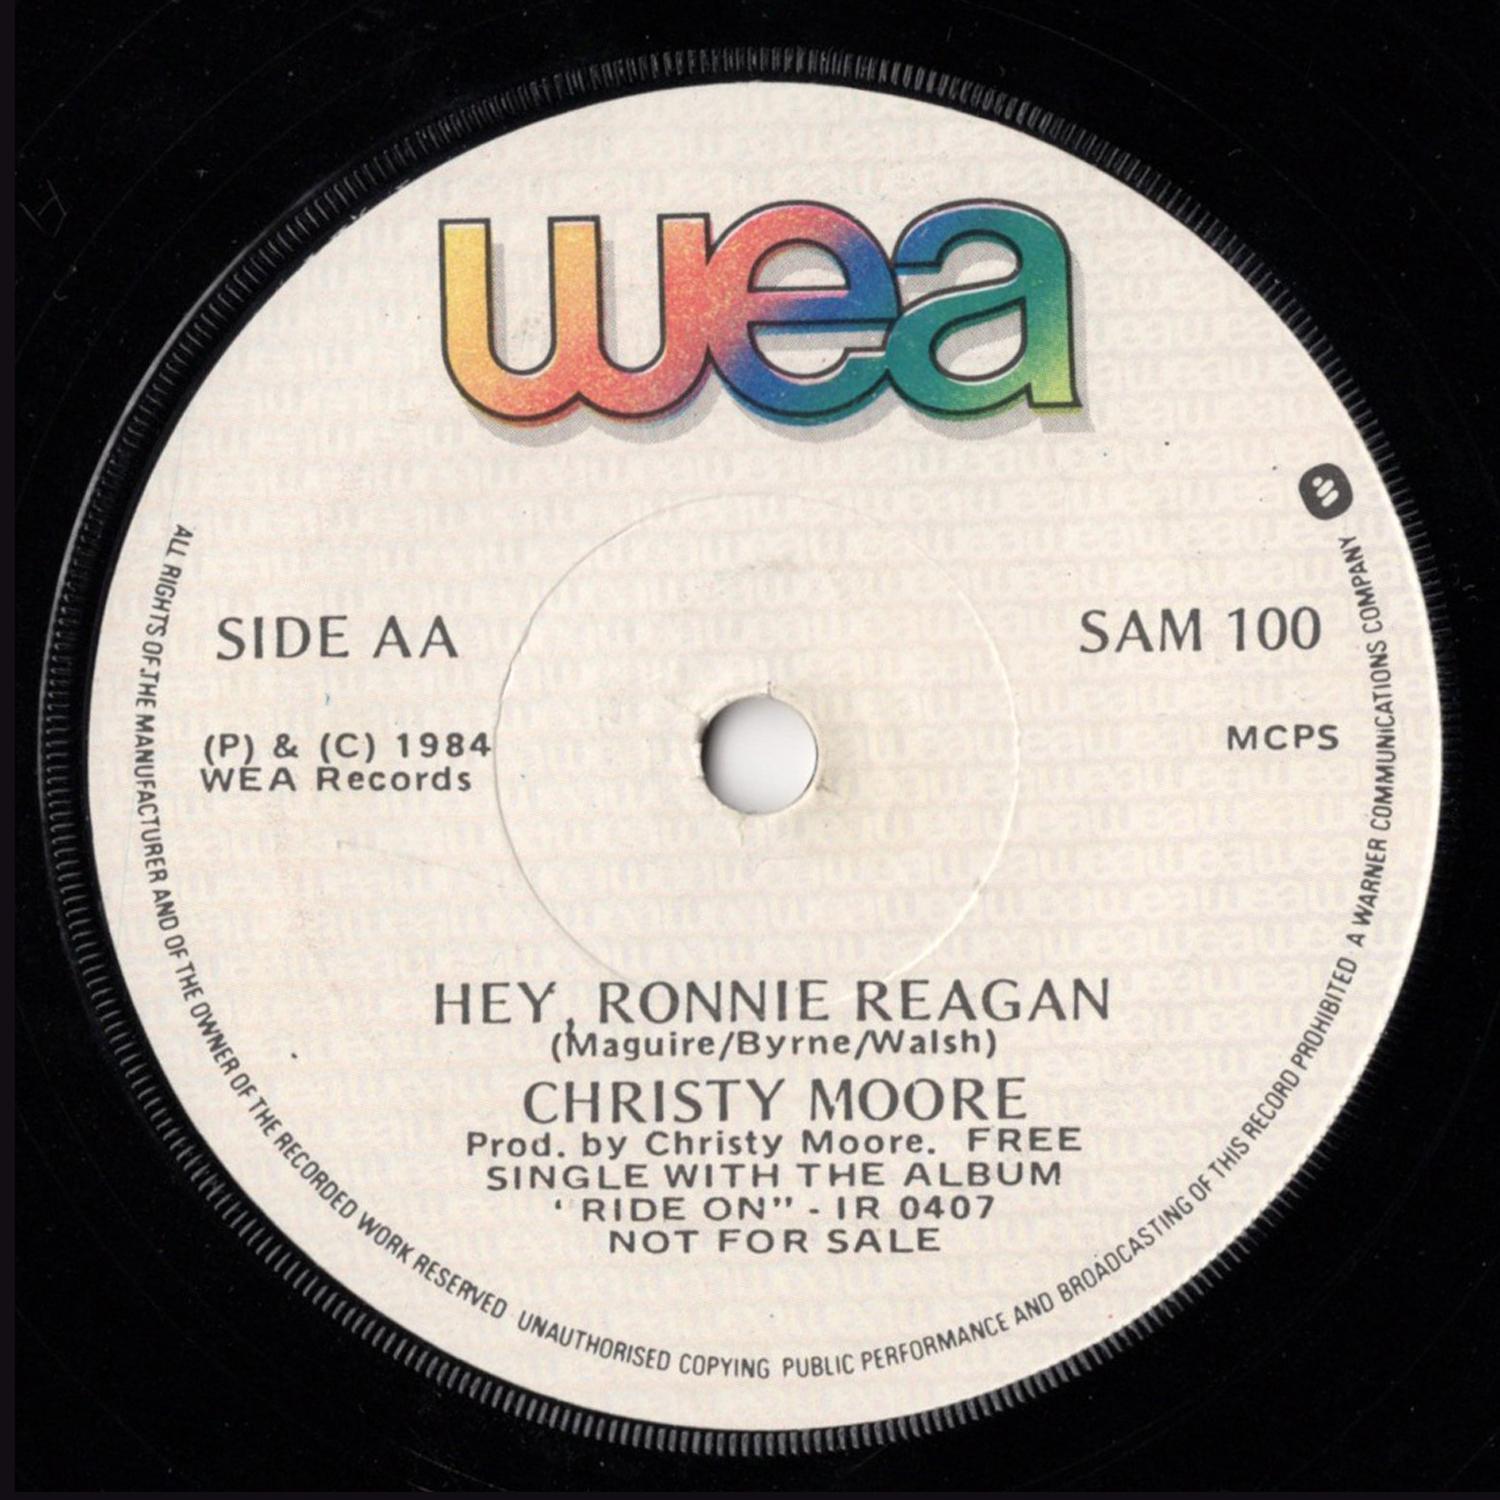 wea
SIDE AA
SAM 100
(P) & (C) 1984
WEA Records
MCPS
HEY, RONNIE REAGAN
(Maguire/Byrne/Walsh)
CHRISTY MOORE
Prod. by Christy Moore. FREE
SINGLE WITH THE ALBUM
‘RIDE ON” - IR 0407
NOT FOR SALE
ALL RIGHTS OF THE MANUFACTURER AND OF THE OWNER OF THE RECORDED WORK RESERVED UNAUTHORISED COPYING PUBLIC PERFORMANCE AND BROADCASTING OF THIS RECORD PROHIBITED A WARNER COMMUNICATIONS COMPANY